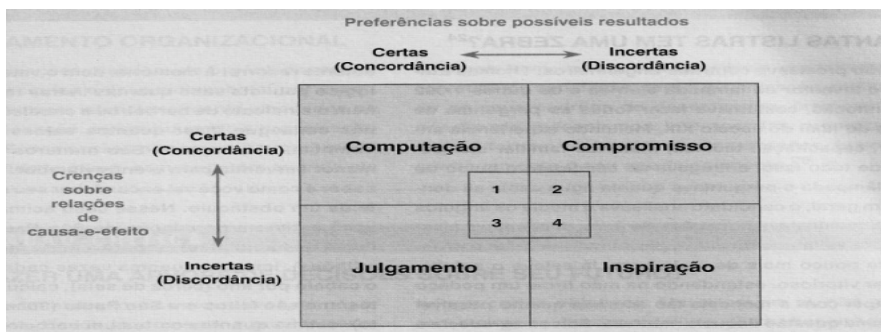 Preferências sobre possíveis resultados
Certas
(Concordância)
Incertas
(Discordância)
Crenças
sobre
relações
de
causa-e-efeito
Certas
(Concordância)
Incertas
(Discordância)
Computação
Compromisso
1 2
3 4
Julgamento
Inspiração